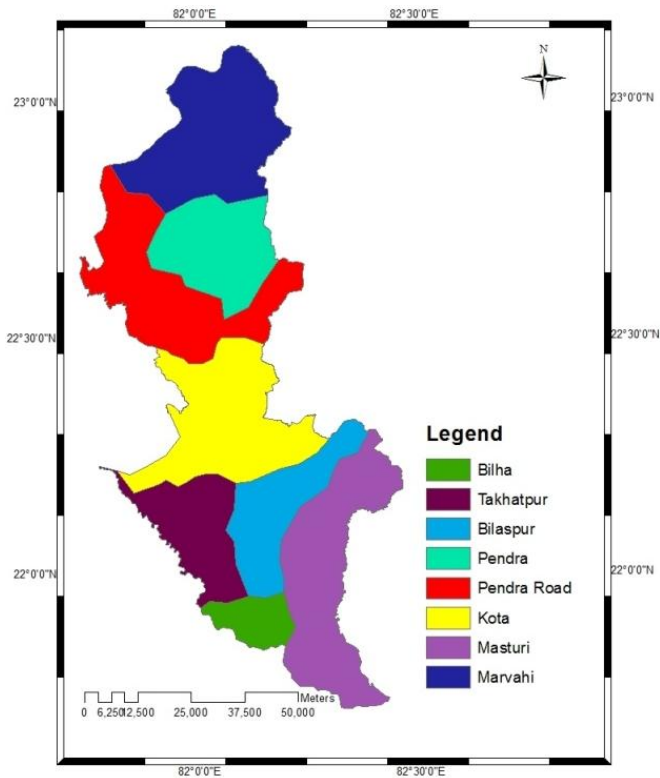 82°0'0"E 82°30'0"E
N
23°0'0"N 23°0'0"N
22°30'0"N 22°30'0"N
Legend
Bilha
Takhatpur
Bilaspur
Pendra
22°0'0"N 22°0'0"N
Pendra Road
Kota
Masturi
Marvahi
Meters
0 6,25012,500 25,000 37,500 50,000
82°0'0"E 82°30'0"E